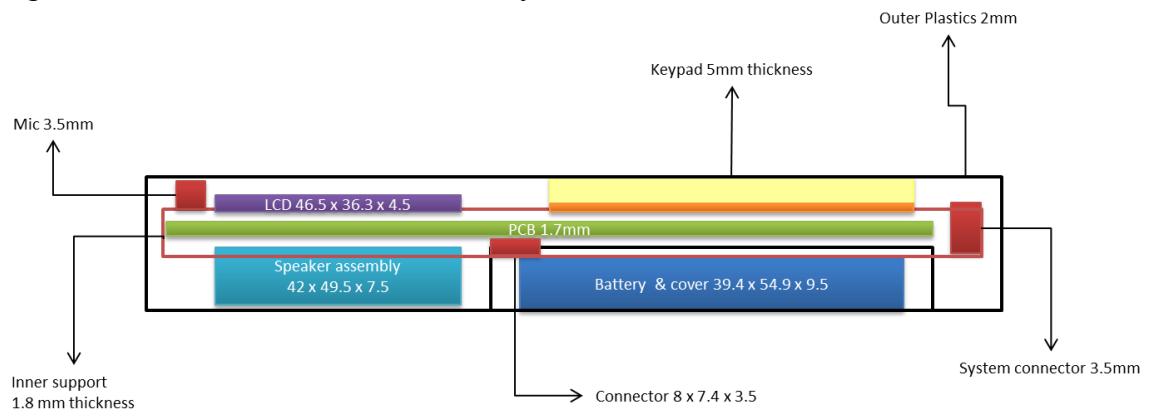 Outer Plastics 2mm
Keypad 5mm thickness
Mic 3.5mm
LCD 46.5 x 36.3 x 4.5
PCB 1.7mm
Speaker assembly
42 x 49.5 x 7.5
Battery & cover 39.4 x 54.9 x 9.5
System connector 3.5mm
Inner support
1.8 mm thickness
Connector 8 x 7.4 x 3.5